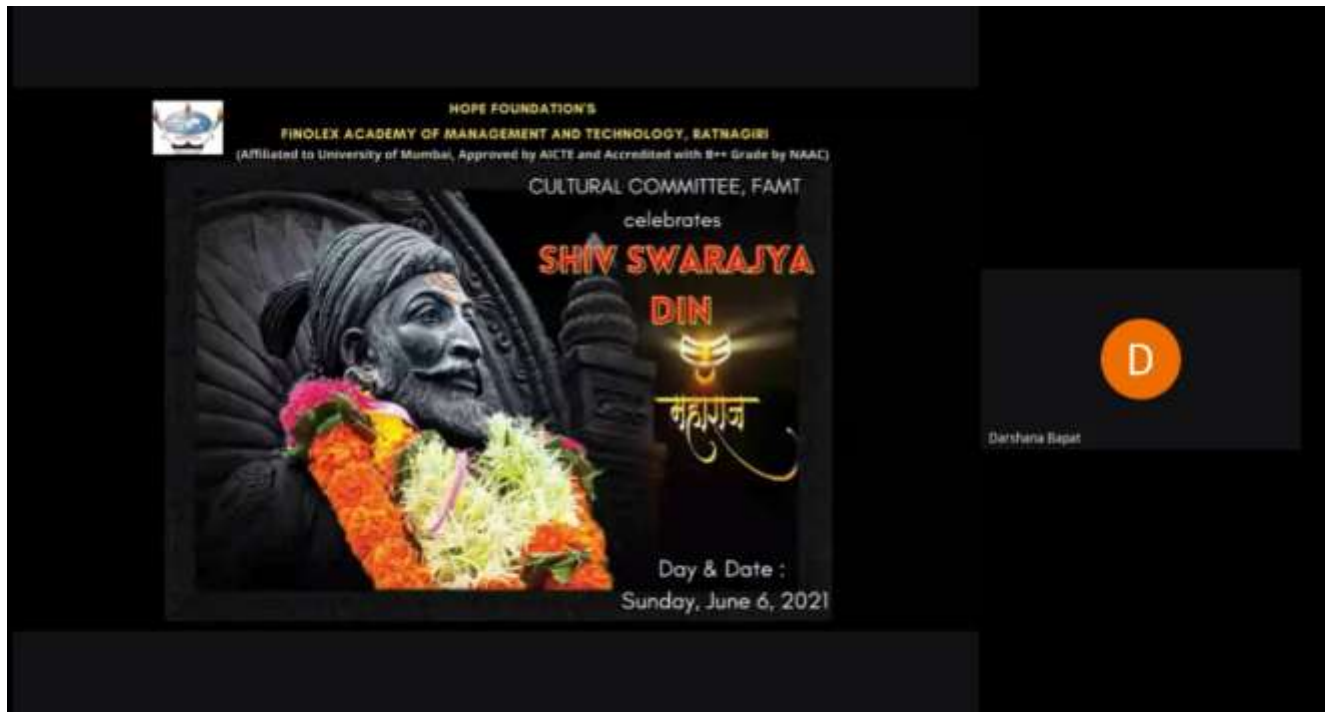 HOPE FOUNDATION'S
FINOLEX ACADEMY OF MANAGEMENT AND TECHNOLOGY, RATNAGIRI
(Affiliated to University of Mumbai, Approved by AICTE and Accredited with B++ Grade by NAAC)
CULTURAL COMMITTEE, FAMT
celebrates
SHIV SWARAJYA
DIN
महाराज
Day & Date :
Sunday, June 6, 2021
D
Darshana Bapat